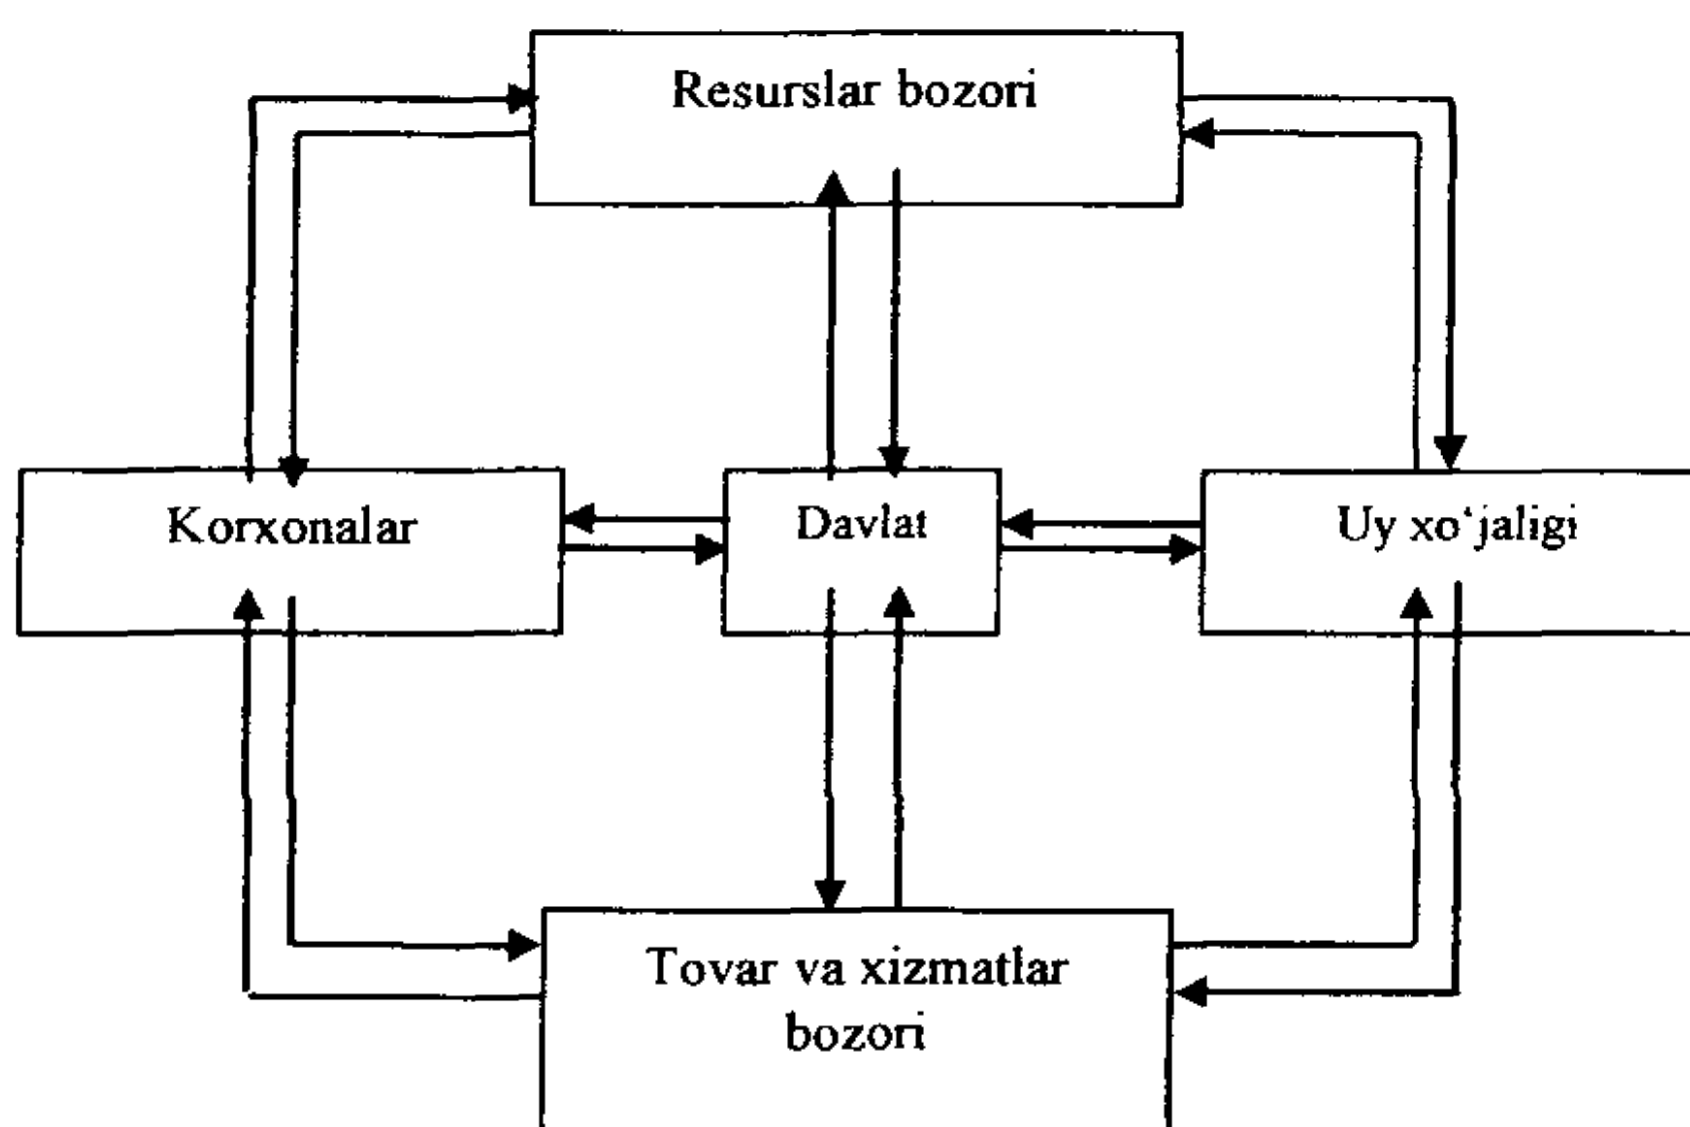 Resurslar bozori
Korxonalar
Davlat
Uy xo‘jaligi
Tovar va xizmatlar
bozori